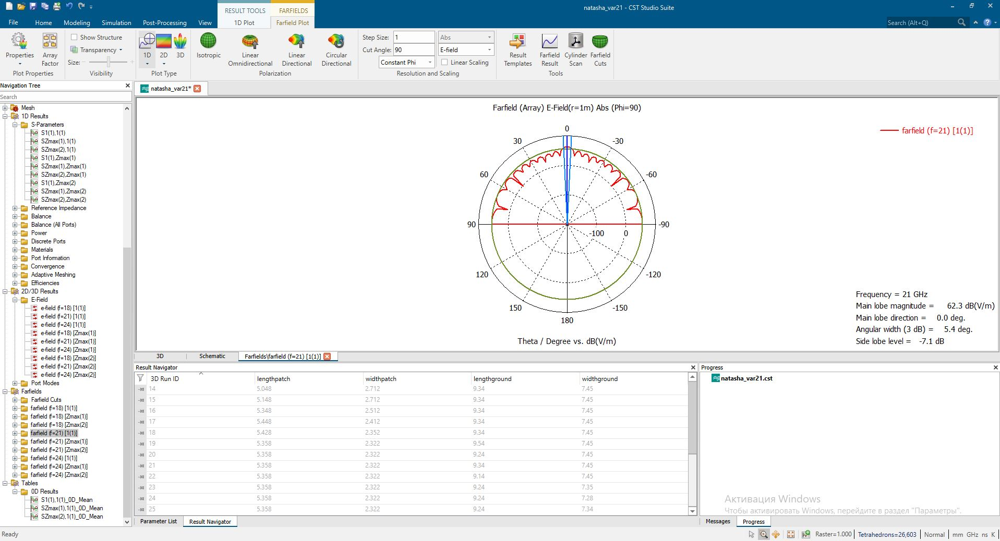 natasha_var21 - CST Studio Suite
RESULT TOOLS
FARFIELDS
File
Home
Modeling
Simulation
Post-Processing
View
1D Plot
Farfield Plot
Search (Alt+Q)
Properties
Array Factor
Plot Properties
Show Structure
Transparency
Size:
Visibility
1D
2D
3D
Plot Type
Isotropic
Linear Omnidirectional
Linear Directional
Circular Directional
Polarization
Step Size: 1
Abs
Cut Angle: 90
E-field
Constant Phi
Linear Scaling
Resolution and Scaling
Result Templates
Farfield Result
Cylinder Scan
Farfield Cuts
Tools
Navigation Tree
Search
Mesh
1D Results
S-Parameters
S1(1),1(1)
SZmax(1),1(1)
SZmax(2),1(1)
S1(1),Zmax(1)
SZmax(1),Zmax(1)
SZmax(2),Zmax(1)
S1(1),Zmax(2)
SZmax(1),Zmax(2)
SZmax(2),Zmax(2)
Reference Impedance
Balance
Balance (All Ports)
Power
Discrete Ports
Materials
Port Information
Convergence
Adaptive Meshing
Efficiencies
2D/3D Results
E-Field
e-field (f=18) [1(1)]
e-field (f=21) [1(1)]
e-field (f=24) [1(1)]
e-field (f=18) [Zmax(1)]
e-field (f=21) [Zmax(1)]
e-field (f=24) [Zmax(1)]
e-field (f=18) [Zmax(2)]
e-field (f=21) [Zmax(2)]
e-field (f=24) [Zmax(2)]
Port Modes
Farfields
Farfield Cuts
farfield (f=18) [1(1)]
farfield (f=18) [Zmax(1)]
farfield (f=18) [Zmax(2)]
farfield (f=21) [1(1)]
farfield (f=21) [Zmax(1)]
farfield (f=21) [Zmax(2)]
farfield (f=24) [1(1)]
farfield (f=24) [Zmax(1)]
farfield (f=24) [Zmax(2)]
Tables
0D Results
S1(1),1(1)_0D_Mean
SZmax(1),1(1)_0D_Mean
SZmax(2),1(1)_0D_Mean
natasha_var21*
Farfield (Array) E-Field(r=1m) Abs (Phi=90)
farfield (f=21) [1(1)]
0
30
-30
60
-60
90
-90
-100
0
120
-120
150
-150
180
Theta / Degree vs. dB(V/m)
Frequency = 21 GHz
Main lobe magnitude = 62.3 dB(V/m)
Main lobe direction = 0.0 deg.
Angular width (3 dB) = 5.4 deg.
Side lobe level = -7.1 dB
3D
Schematic
Farfields\farfield (f=21) [1(1)]
Result Navigator
3D Run ID lengthpatch widthpatch lengthground widthground
14 5.048 2.712 9.34 7.45
15 5.148 2.712 9.34 7.45
16 5.348 2.512 9.34 7.45
17 5.448 2.412 9.34 7.45
18 5.428 2.352 9.34 7.45
19 5.358 2.322 9.54 7.45
20 5.358 2.322 9.24 7.45
21 5.358 2.322 9.34 7.45
22 5.358 2.322 9.14 7.45
23 5.358 2.322 9.24 7.35
24 5.358 2.322 9.24 7.28
25 5.358 2.322 9.24 7.34
Parameter List
Result Navigator
Progress
natasha_var21.cst
Активация Windows
Чтобы активировать Windows, перейдите в раздел "Параметры".
Messages
Progress
Ready
Raster=1.000
Tetrahedrons=26,603
Normal
mm GHz ns K